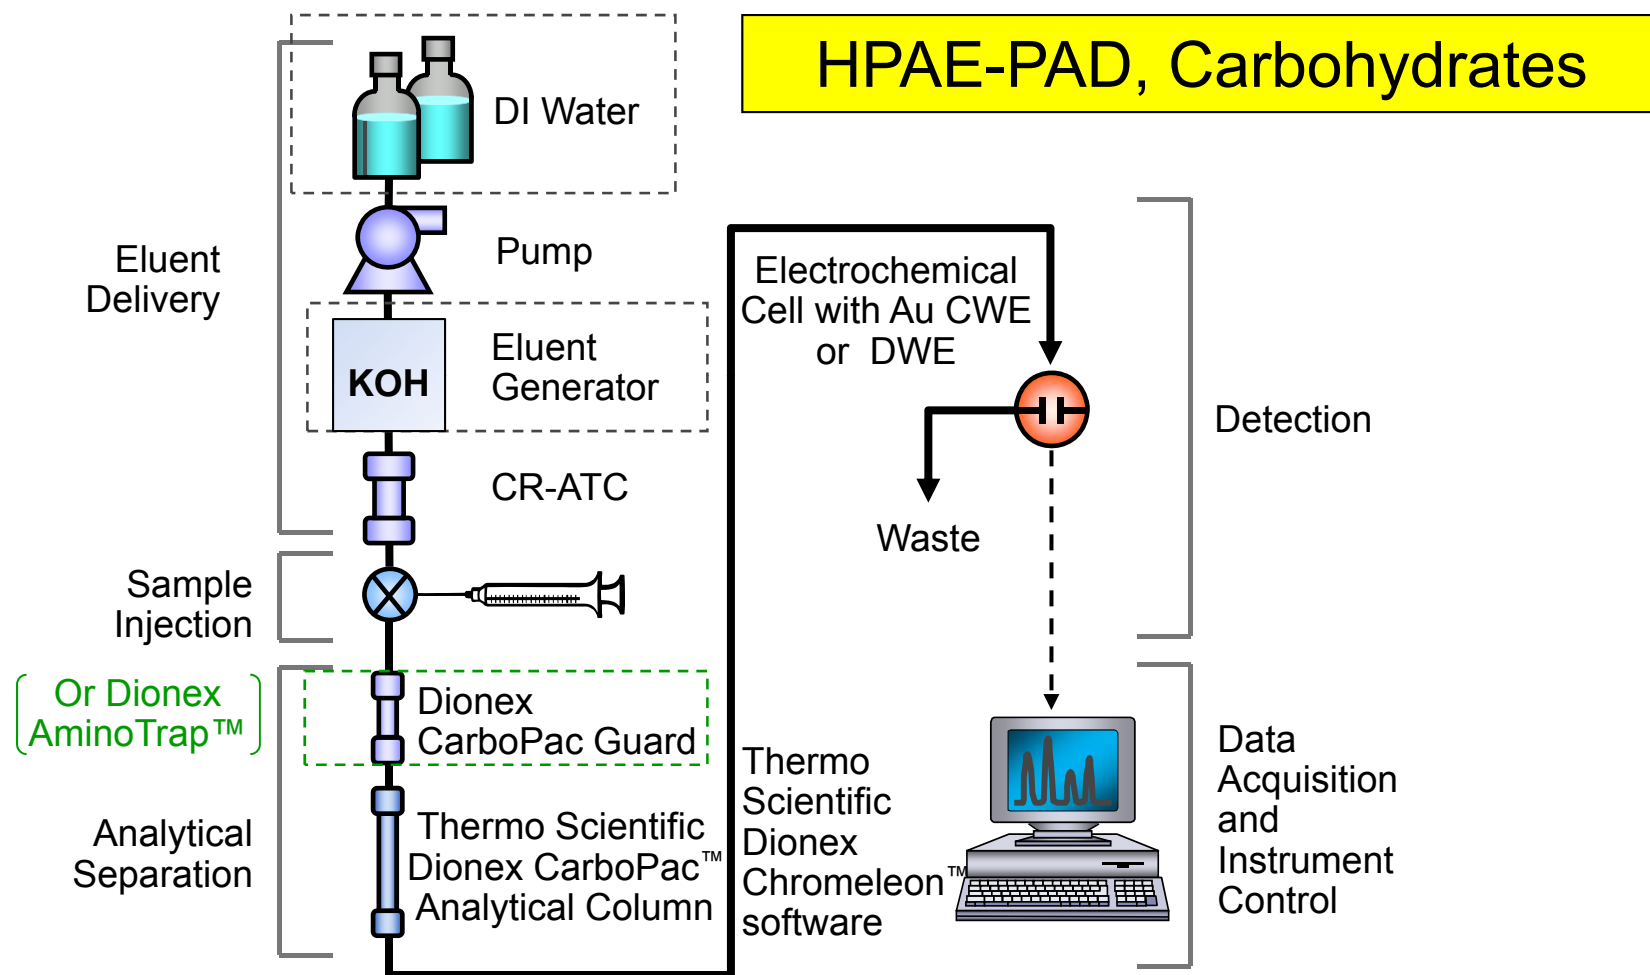 HPAE-PAD, Carbohydrates
DI Water
Eluent
Delivery
Pump
KOH
Eluent
Generator
CR-ATC
Sample
Injection
Or Dionex
AminoTrap™
Dionex
CarboPac Guard
Analytical
Separation
Thermo Scientific
Dionex CarboPac™
Analytical Column
Electrochemical
Cell with Au CWE
or DWE
Waste
Detection
Thermo
Scientific
Dionex
Chromeleon™
software
Data
Acquisition
and
Instrument
Control